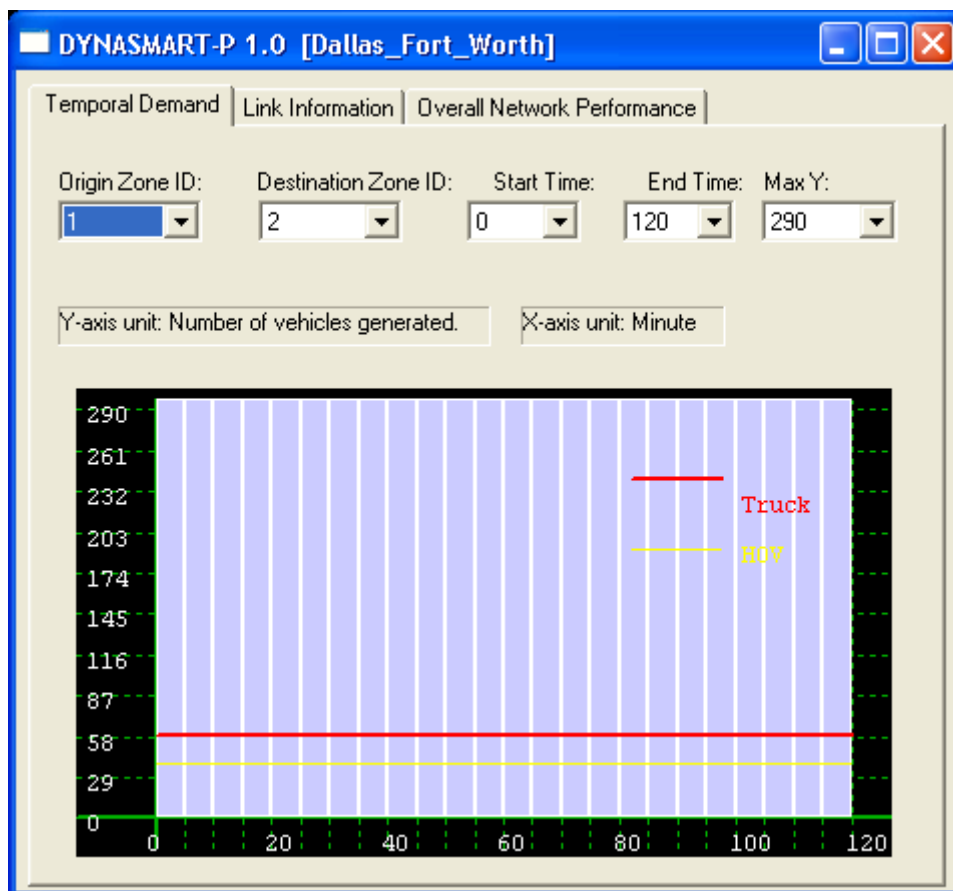 DYNASMART-P 1.0 [Dallas_Fort_Worth]
Temporal Demand Link Information Overall Network Performance
Origin Zone ID: Destination Zone ID: Start Time: End Time: Max Y:
1 2 0 120 290
Y-axis unit: Number of vehicles generated. X-axis unit: Minute
290
261
232
Truck
203
HOV
174
145
116
87
58
29
0
0 20 40 60 80 100 120